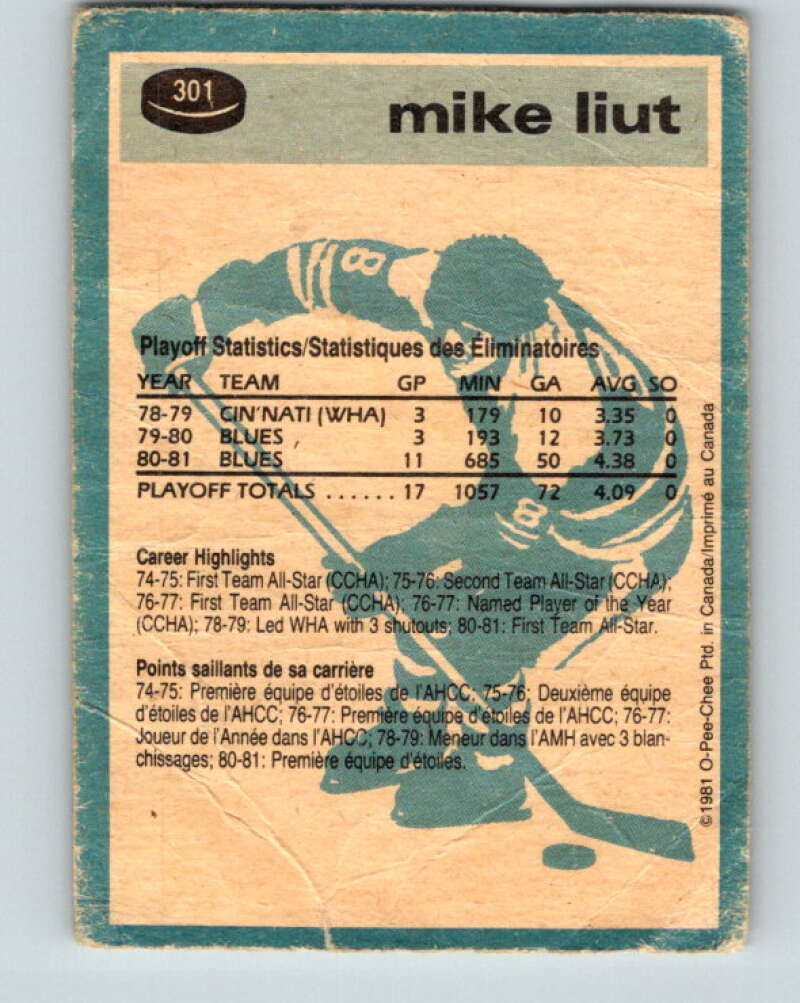 301
mike liut
8
Playoff Statistics/Statistiques des Éliminatoires
YEAR TEAM GP MIN GA AVG SO
78-79 CIN'NATI (WHA) 3 179 10 3.35 0
79-80 BLUES 3 193 12 3.73 0
80-81 BLUES 11 685 50 4.38 0
PLAYOFF TOTALS ...... 17 1057 72 4.09 0
8
Career Highlights
74-75: First Team All-Star (CCHA); 75-76: Second Team All-Star (CCHA);
76-77: First Team All-Star (CCHA); 76-77: Named Player of the Year
(CCHA); 78-79: Led WHA with 3 shutouts; 80-81: First Team All-Star.
Points saillants de sa carrière
74-75: Première équipe d'étoiles de l'AHCC; 75-76: Deuxième équipe
d'étoiles de l'AHCC; 76-77: Première équipe d'étoiles de l'AHCC; 76-77:
Joueur de l'Année dans l'AHCC; 78-79: Meneur dans l'AMH avec 3 blan-
chissages; 80-81: Première équipe d'étoiles.
©1981 O-Pee-Chee Ptd. in Canada/Imprimé au Canada